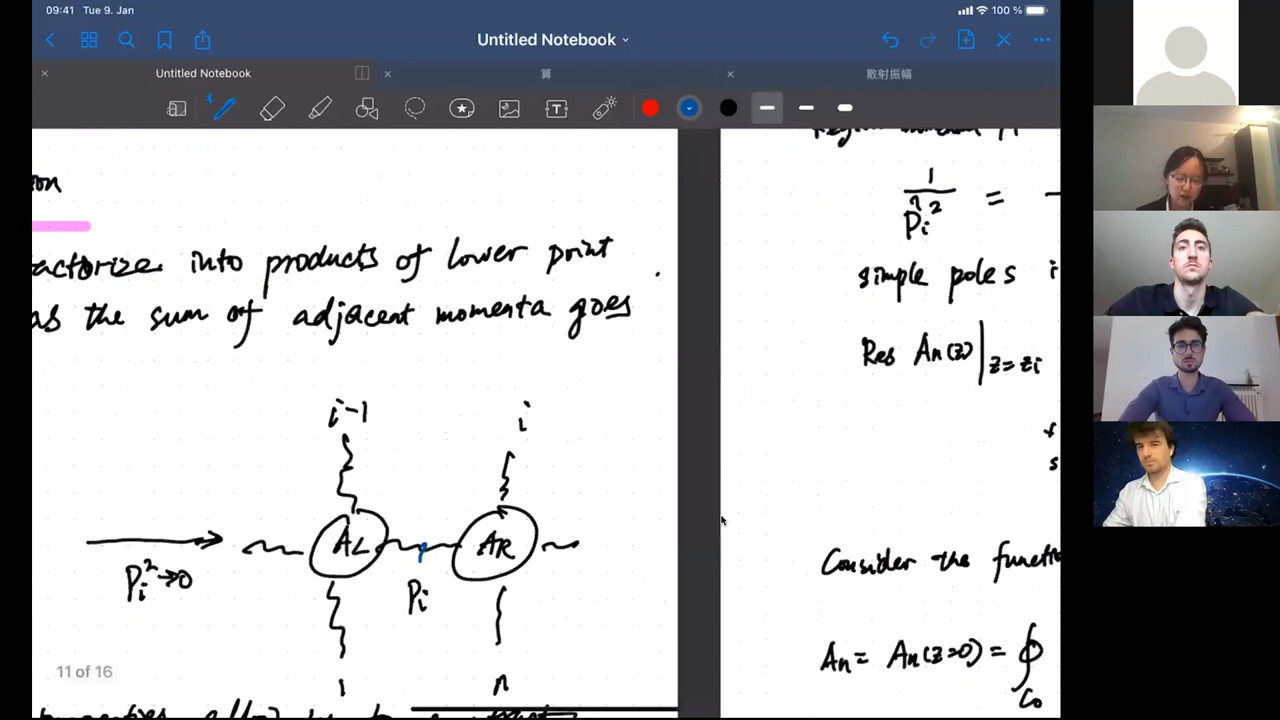 09:41 Tue 9. Jan
100 %
Untitled Notebook
Untitled Notebook
算
散射振幅
actorize into products of lower point
as the sum of adjacent momenta goes
i-1
i
AL
AR
Pi²→0
Pi
1
n
11 of 16
1/P̂i² =
simple poles i
Res An(z)|z=zi
Consider the functi
An = An(z=0) = ∮C0